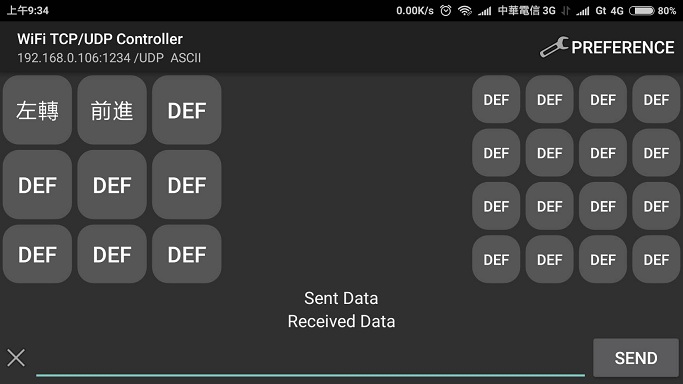 上午9:34 0.00K/s 中華電信 3G Gt 4G 80%
WiFi TCP/UDP Controller
192.168.0.106:1234 /UDP ASCII
PREFERENCE
左轉 前進 DEF
DEF DEF DEF
DEF DEF DEF
DEF DEF DEF DEF
DEF DEF DEF DEF
DEF DEF DEF DEF
DEF DEF DEF DEF
Sent Data
Received Data
SEND